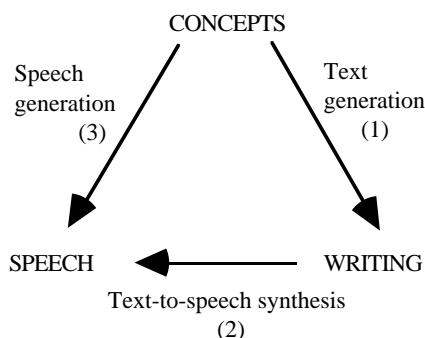 CONCEPTS
Speech
generation
(3)
Text
generation
(1)
SPEECH
WRITING
Text-to-speech synthesis
(2)